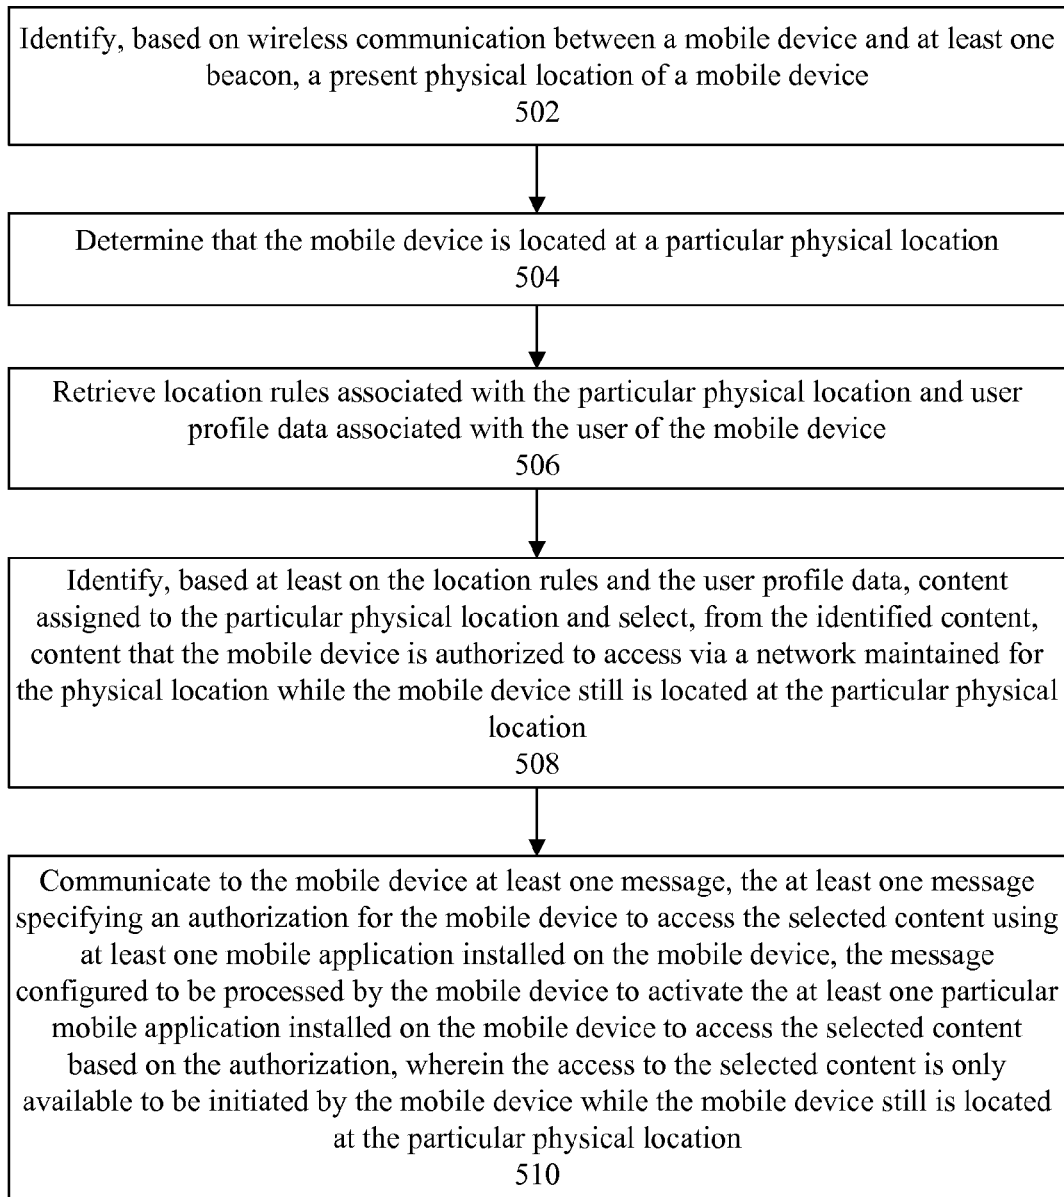 Identify, based on wireless communication between a mobile device and at least one
beacon, a present physical location of a mobile device
502
Determine that the mobile device is located at a particular physical location
504
Retrieve location rules associated with the particular physical location and user
profile data associated with the user of the mobile device
506
Identify, based at least on the location rules and the user profile data, content
assigned to the particular physical location and select, from the identified content,
content that the mobile device is authorized to access via a network maintained for
the physical location while the mobile device still is located at the particular physical
location
508
Communicate to the mobile device at least one message, the at least one message
specifying an authorization for the mobile device to access the selected content using
at least one mobile application installed on the mobile device, the message
configured to be processed by the mobile device to activate the at least one particular
mobile application installed on the mobile device to access the selected content
based on the authorization, wherein the access to the selected content is only
available to be initiated by the mobile device while the mobile device still is located
at the particular physical location
510